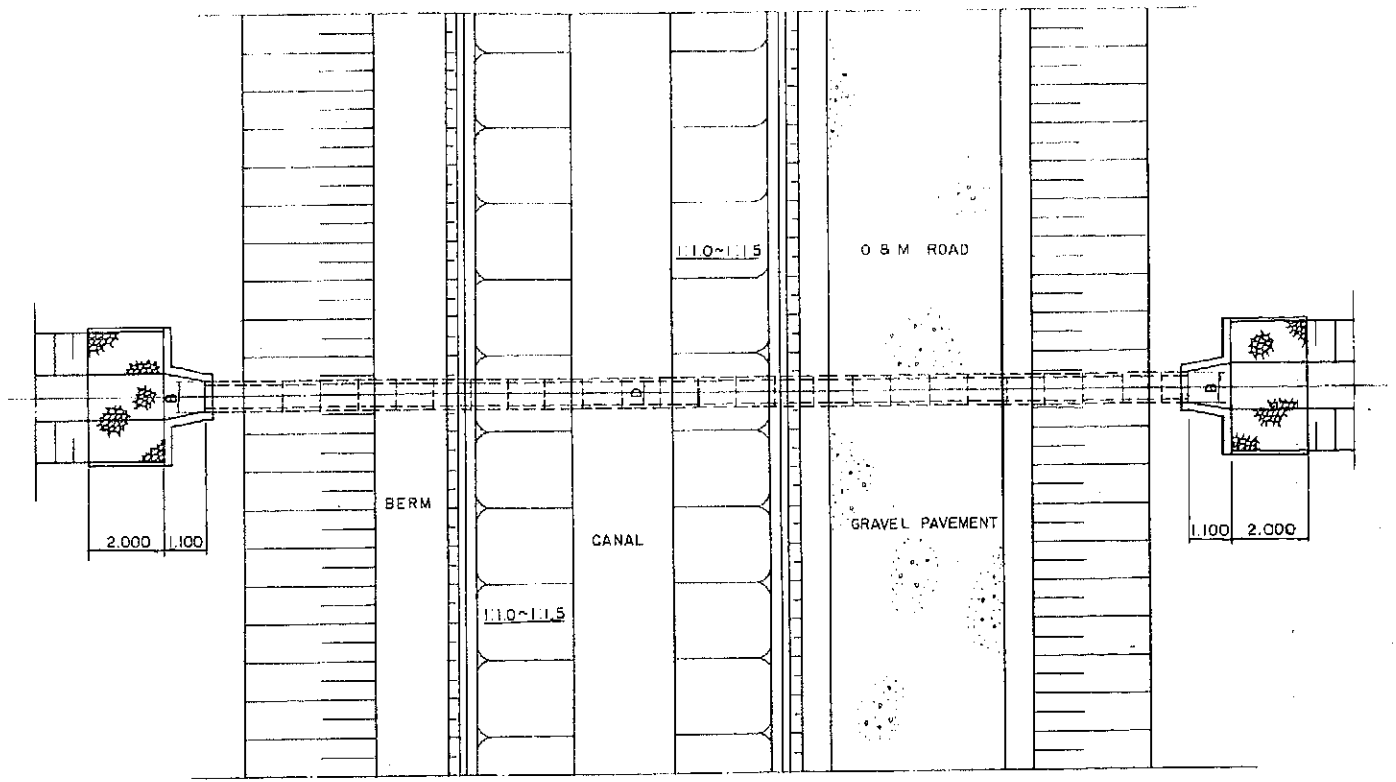 1:1.0~1:1.5
O & M ROAD
B
D
B
BERM
GRAVEL PAVEMENT
CANAL
2.000 1.100
1.100 2.000
1:1.0~1:1.5